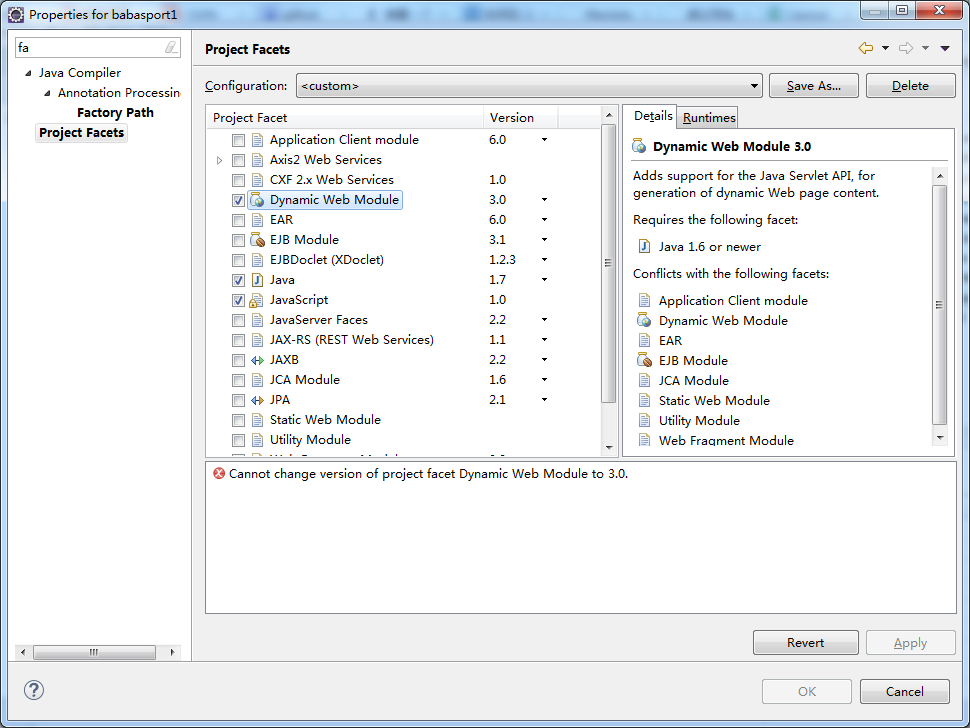 Properties for babasport1
fa
Java Compiler
Annotation Processin
Factory Path
Project Facets
Project Facets
Configuration: <custom> Save As... Delete
Project Facet Version
Application Client module 6.0
Axis2 Web Services
CXF 2.x Web Services 1.0
Dynamic Web Module 3.0
EAR 6.0
EJB Module 3.1
EJBDoclet (XDoclet) 1.2.3
Java 1.7
JavaScript 1.0
JavaServer Faces 2.2
JAX-RS (REST Web Services) 1.1
JAXB 2.2
JCA Module 1.6
JPA 2.1
Static Web Module
Utility Module
Details Runtimes
Dynamic Web Module 3.0
Adds support for the Java Servlet API, for
generation of dynamic Web page content.
Requires the following facet:
Java 1.6 or newer
Conflicts with the following facets:
Application Client module
Dynamic Web Module
EAR
EJB Module
JCA Module
Static Web Module
Utility Module
Web Fragment Module
Cannot change version of project facet Dynamic Web Module to 3.0.
Revert Apply
? OK Cancel